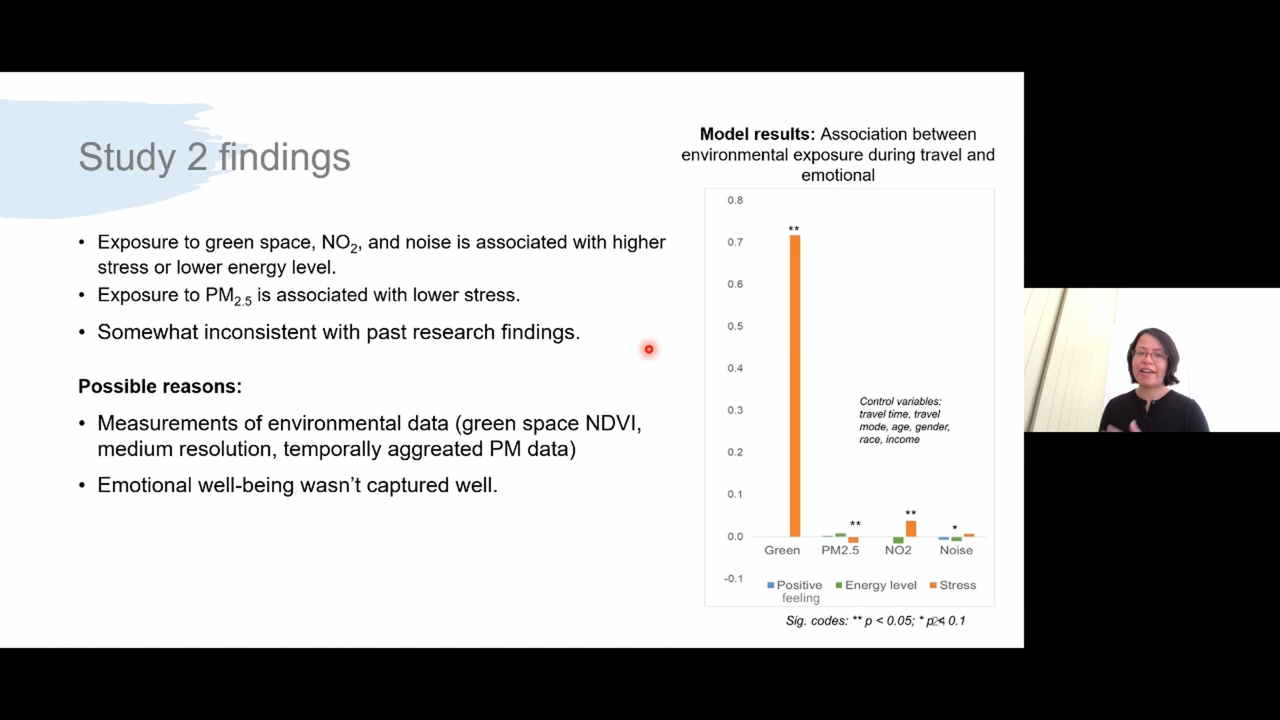 Study 2 findings
• Exposure to green space, NO2, and noise is associated with higher
stress or lower energy level.
• Exposure to PM2.5 is associated with lower stress.
• Somewhat inconsistent with past research findings.
Possible reasons:
• Measurements of environmental data (green space NDVI,
medium resolution, temporally aggreated PM data)
• Emotional well-being wasn't captured well.
Model results: Association between
environmental exposure during travel and
emotional
0.8
0.7
0.6
0.5
0.4
0.3
0.2
0.1
0.0
-0.1
**
**
**
*
Control variables:
travel time, travel
mode, age, gender,
race, income
Green PM2.5 NO2 Noise
Positive feeling
Energy level
Stress
Sig. codes: ** p < 0.05; * p < 0.1